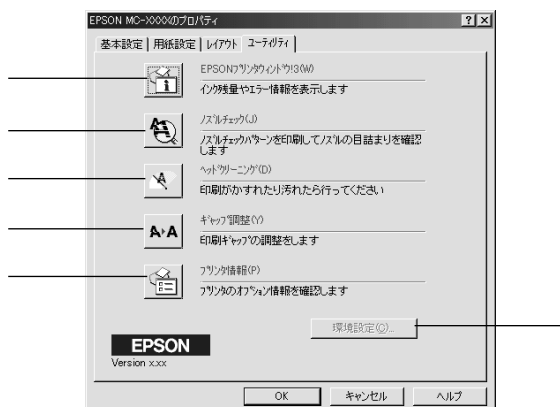 EPSON MC-XXXXのプロパティ
基本設定 用紙設定 レイアウト ユーティリティ
EPSONプリンタウィンドウ!3(W)
インク残量やエラー情報を表示します
ノズルチェック(J)
ノズルチェックパターンを印刷してノズルの目詰まりを確認
します
ヘッドクリーニング(D)
印刷がかすれたり汚れたら行ってください
ギャップ調整(Y)
印刷ギャップの調整をします
プリンタ情報(P)
プリンタのオプション情報を確認します
環境設定(C)...
EPSON
Version x.xx
OK キャンセル ヘルプ